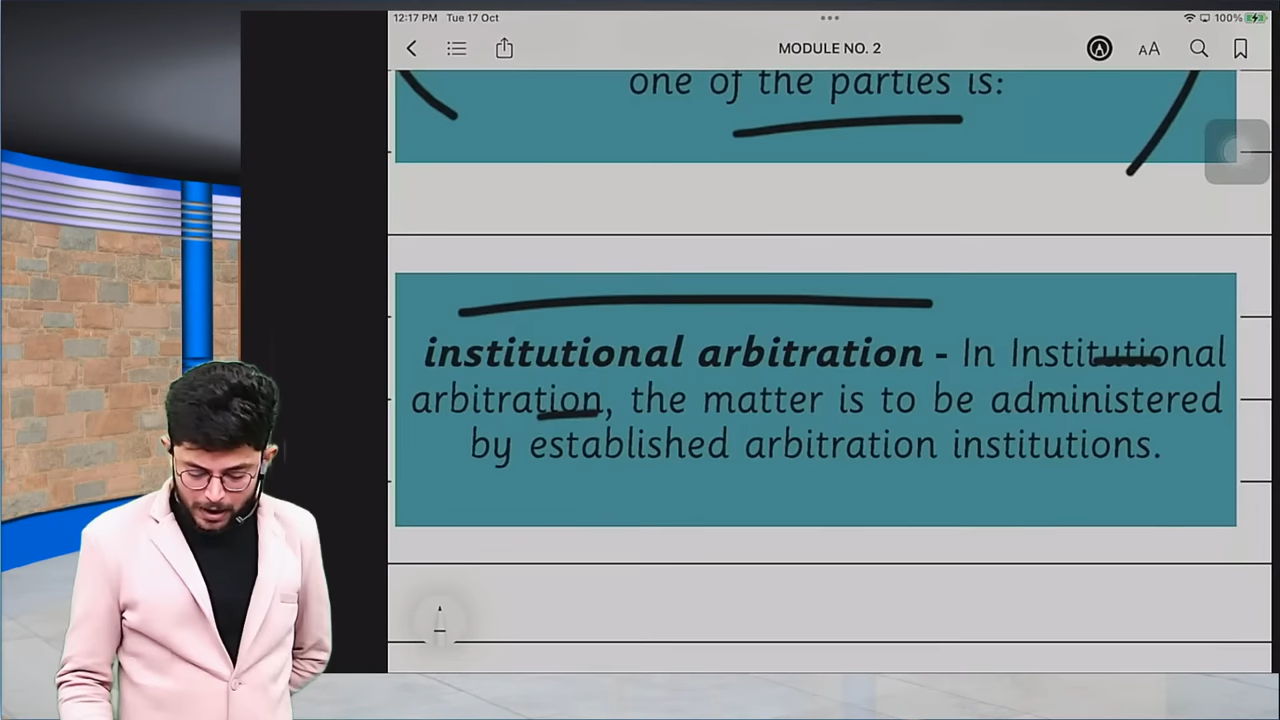 12:17 PM Tue 17 Oct
100%
MODULE NO. 2
AA
one of the parties is:
institutional arbitration - In Institutional
arbitration, the matter is to be administered
by established arbitration institutions.